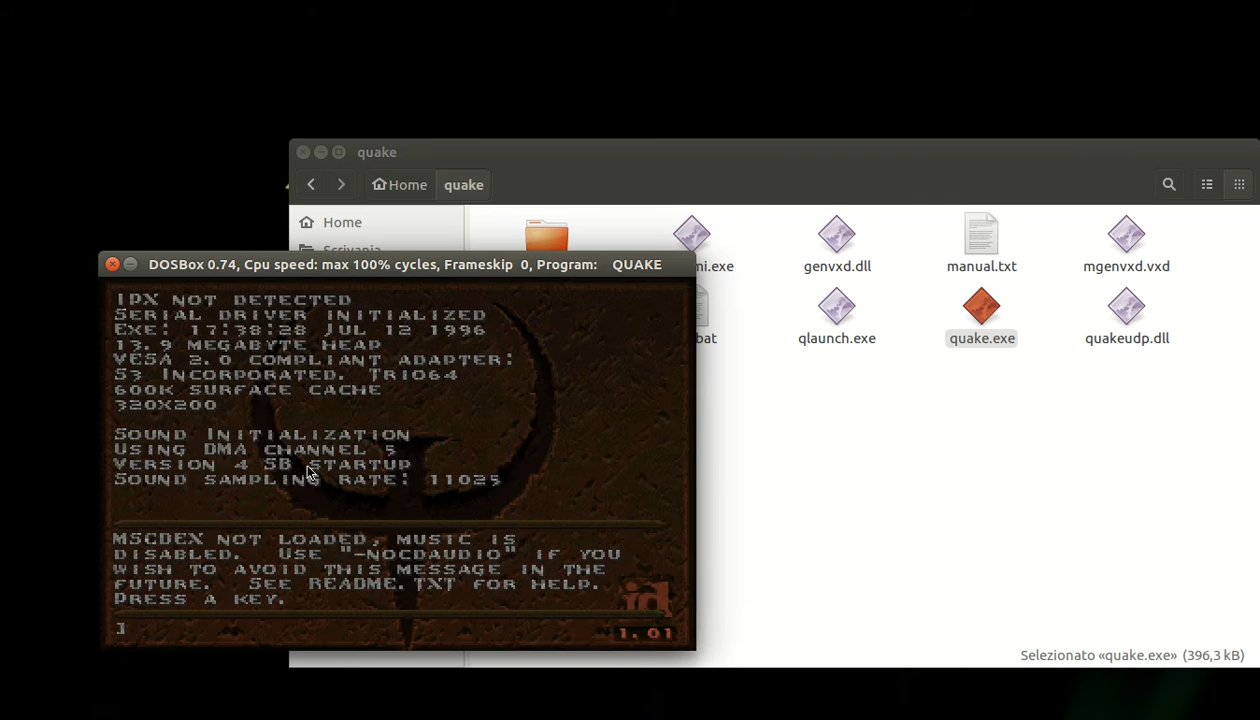 quake
Home
quake
Home
mi.exe
genvxd.dll
manual.txt
mgenvxd.vxd
bat
qlaunch.exe
quake.exe
quakeudp.dll
Selezionato «quake.exe» (396,3 kB)
DOSBox 0.74, Cpu speed: max 100% cycles, Frameskip 0, Program: QUAKE
IPX NOT DETECTED
SERIAL DRIVER INITIALIZED
EXE: 17:38:28 JUL 12 1996
13.9 MEGABYTE HEAP
VESA 2.0 COMPLIANT ADAPTER:
S3 INCORPORATED. TRIO64
600K SURFACE CACHE
320X200
SOUND INITIALIZATION
USING DMA CHANNEL 5
VERSION 4 SB STARTUP
SOUND SAMPLING RATE: 11025
MSCDEX NOT LOADED, MUSIC IS
DISABLED. USE "-NOCDAUDIO" IF YOU
WISH TO AVOID THIS MESSAGE IN THE
FUTURE. SEE README.TXT FOR HELP.
PRESS A KEY.
]
id
1.01